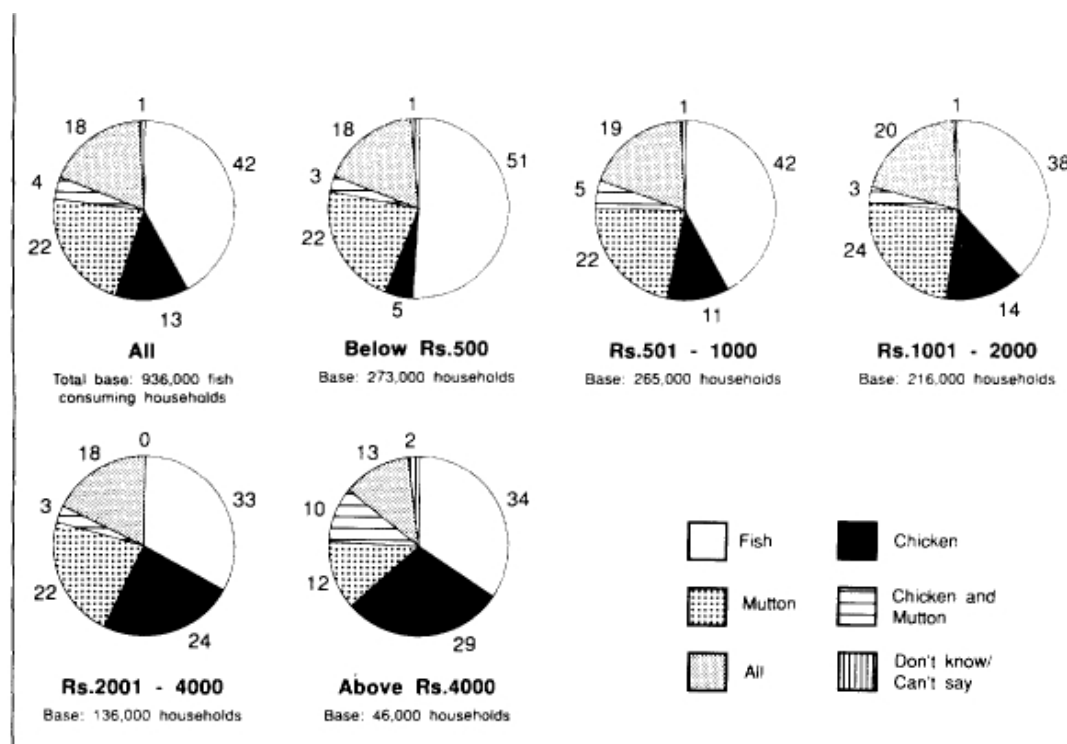 1
18
42
4
22
13
All
Total base: 936,000 fish
consuming households
1
18
51
3
22
5
Below Rs.500
Base: 273,000 households
1
19
42
5
22
11
Rs.501 - 1000
Base: 265,000 households
1
20
38
3
24
14
Rs.1001 - 2000
Base: 216,000 households
0
18
33
3
22
24
Rs.2001 - 4000
Base: 136,000 households
2
13
34
10
12
29
Above Rs.4000
Base: 46,000 households
Fish
Chicken
Mutton
Chicken and
Mutton
All
Don't know/
Can't say